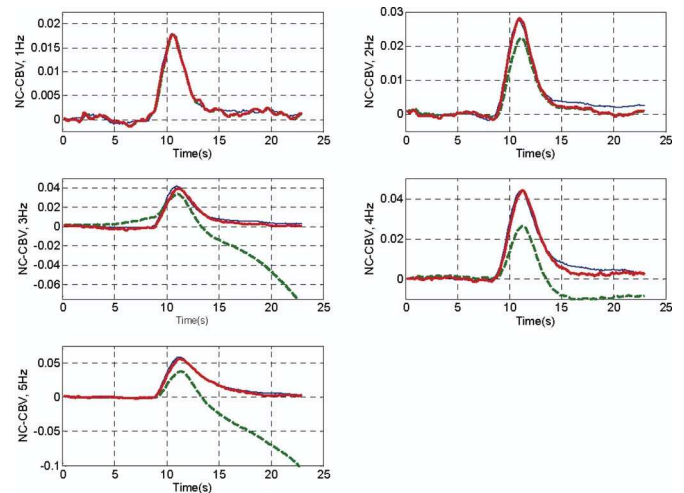 NC-CBV, 1Hz
0.02
0.015
0.01
0.005
0
0 5 10 15 20 25
Time(s)
NC-CBV, 2Hz
0.03
0.02
0.01
0
0 5 10 15 20 25
Time(s)
NC-CBV, 3Hz
0.04
0.02
0
-0.02
-0.04
-0.06
0 5 10 15 20 25
Time(s)
NC-CBV, 4Hz
0.04
0.02
0
0 5 10 15 20 25
Time(s)
NC-CBV, 5Hz
0.05
0
-0.05
-0.1
0 5 10 15 20 25
Time(s)